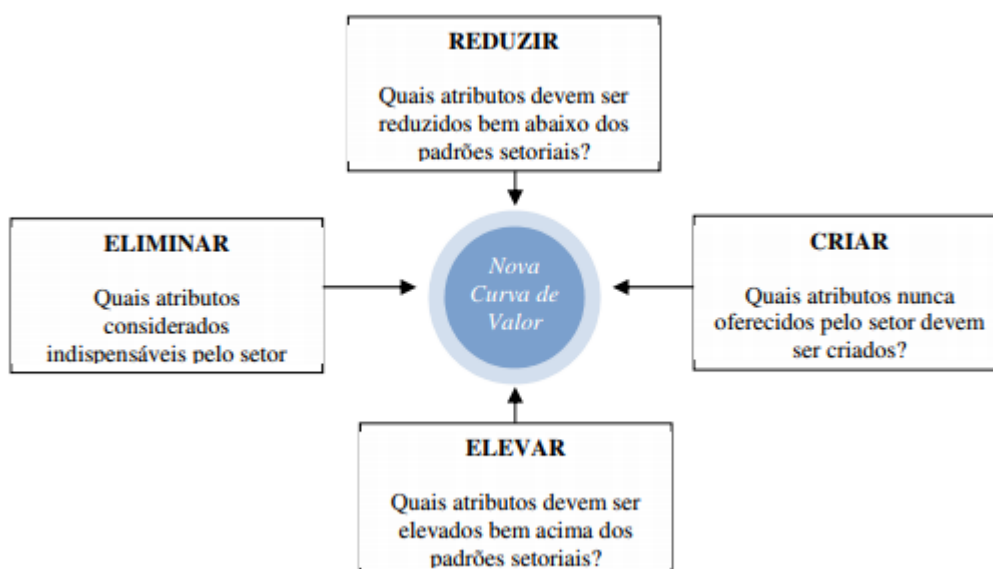 REDUZIR
Quais atributos devem ser
reduzidos bem abaixo dos
padrões setoriais?
ELIMINAR
Quais atributos
considerados
indispensáveis pelo setor
Nova
Curva de
Valor
CRIAR
Quais atributos nunca
oferecidos pelo setor devem
ser criados?
ELEVAR
Quais atributos devem ser
elevados bem acima dos
padrões setoriais?